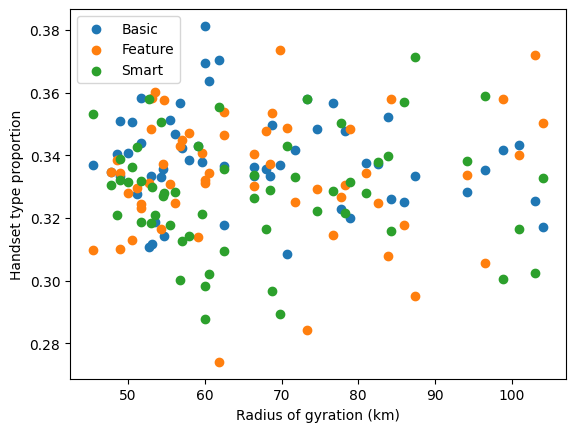 Basic
Feature
Smart
0.38
0.36
0.34
0.32
0.30
0.28
Handset type proportion
50
60
70
80
90
100
Radius of gyration (km)